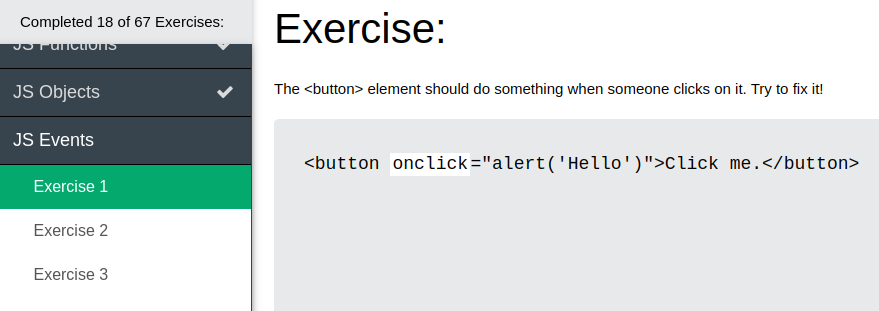 Completed 18 of 67 Exercises:
JS Functions
JS Objects
JS Events
Exercise 1
Exercise 2
Exercise 3
Exercise:
The <button> element should do something when someone clicks on it. Try to fix it!
<button onclick="alert('Hello')">Click me.</button>